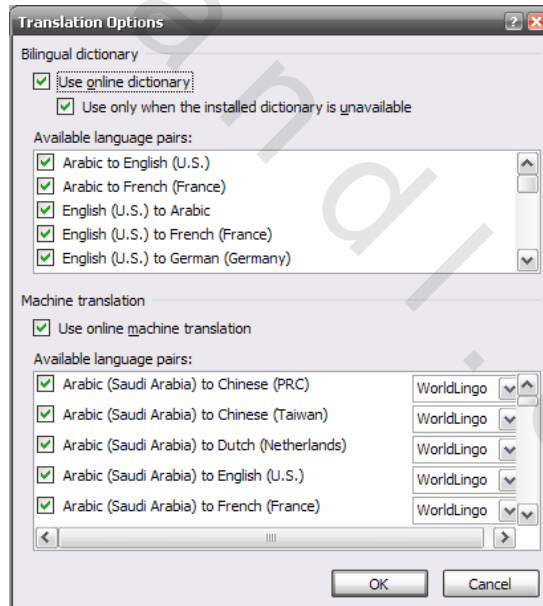 Translation Options
Bilingual dictionary
Use online dictionary
Use only when the installed dictionary is unavailable
Available language pairs:
Arabic to English (U.S.)
Arabic to French (France)
English (U.S.) to Arabic
English (U.S.) to French (France)
English (U.S.) to German (Germany)
Machine translation
Use online machine translation
Available language pairs:
Arabic (Saudi Arabia) to Chinese (PRC) WorldLingo
Arabic (Saudi Arabia) to Chinese (Taiwan) WorldLingo
Arabic (Saudi Arabia) to Dutch (Netherlands) WorldLingo
Arabic (Saudi Arabia) to English (U.S.) WorldLingo
Arabic (Saudi Arabia) to French (France) WorldLingo
OK Cancel